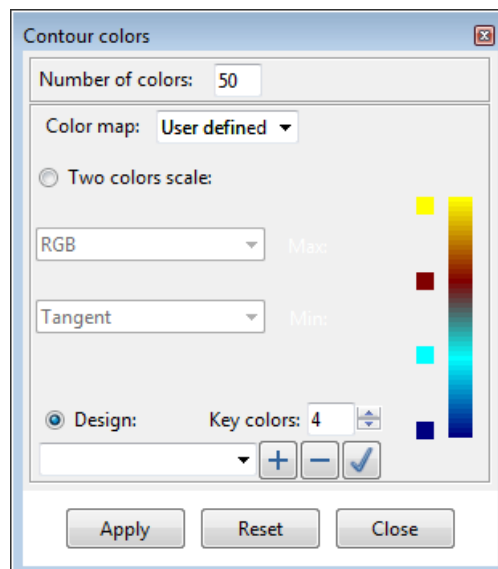 Contour colors
Number of colors: 50
Color map: User defined
Two colors scale:
RGB Max:
Tangent Min:
Design: Key colors: 4
Apply Reset Close